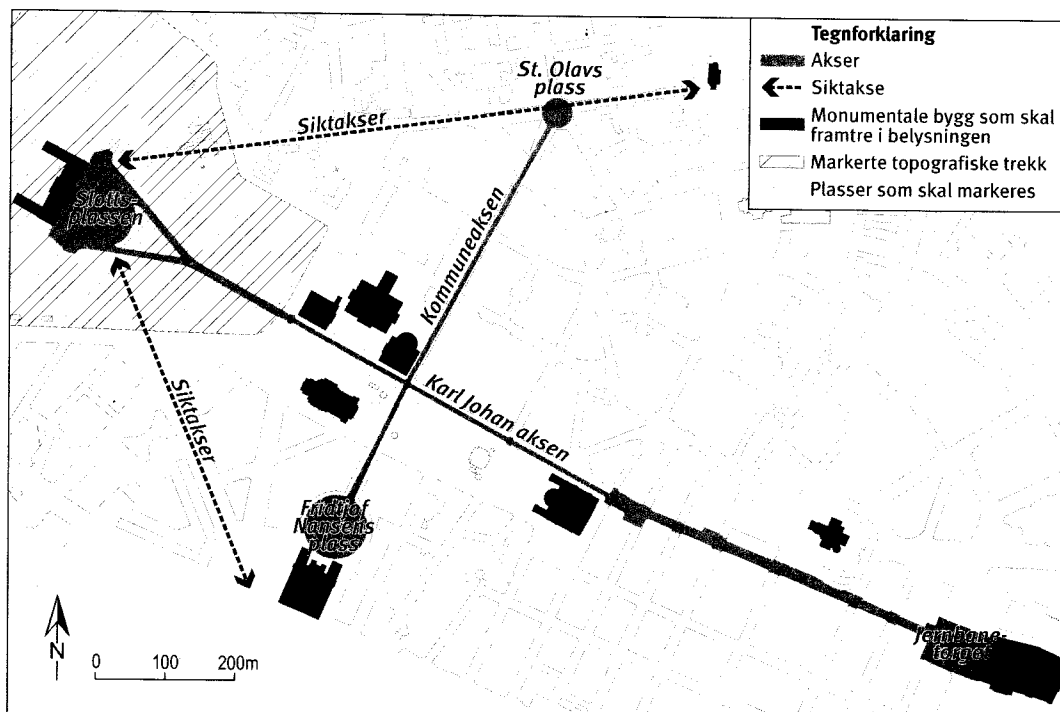 Tegnforklaring
Akser
Siktakse
Monumentale bygg som skal
framtre i belysningen
Markerte topografiske trekk
Plasser som skal markeres
St. Olavs
plass
Siktakser
Slotts-
plassen
Kommuneaksen
Karl Johan aksen
Siktakser
Fridtjof
Nansens
plass
Jernbane-
torget
N
0 100 200m